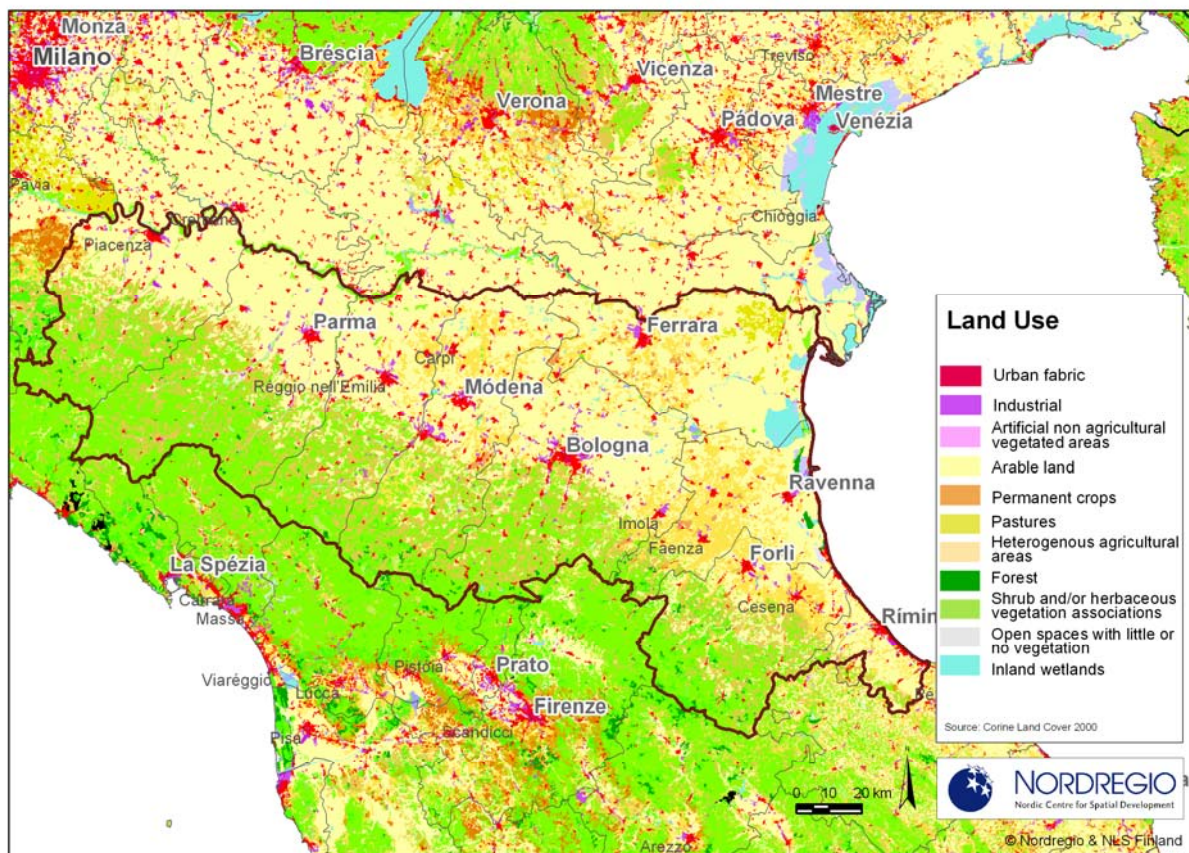 Monza
Milano
Bréscia
Vicenza
Treviso
Mestre
Verona
Pádova
Venézia
Pavia
Chioggia
Cremona
Piacenza
Parma
Ferrara
Carpi
Réggio nell'Emilia
Módena
Bologna
Ravenna
Imola
Faenza
Forlì
La Spézia
Carrara
Massa
Cesena
Rímin
Pistoia
Prato
Viaréggio
Lucca
Firenze
Scandicci
Pisa
Arezzo
0 10 20 km
Land Use
Urban fabric
Industrial
Artificial non agricultural
vegetated areas
Arable land
Permanent crops
Pastures
Heterogenous agricultural
areas
Forest
Shrub and/or herbaceous
vegetation associations
Open spaces with little or
no vegetation
Inland wetlands
Source: Corine Land Cover 2000
NORDREGIO
Nordic Centre for Spatial Development
© Nordregio & NLS Finland